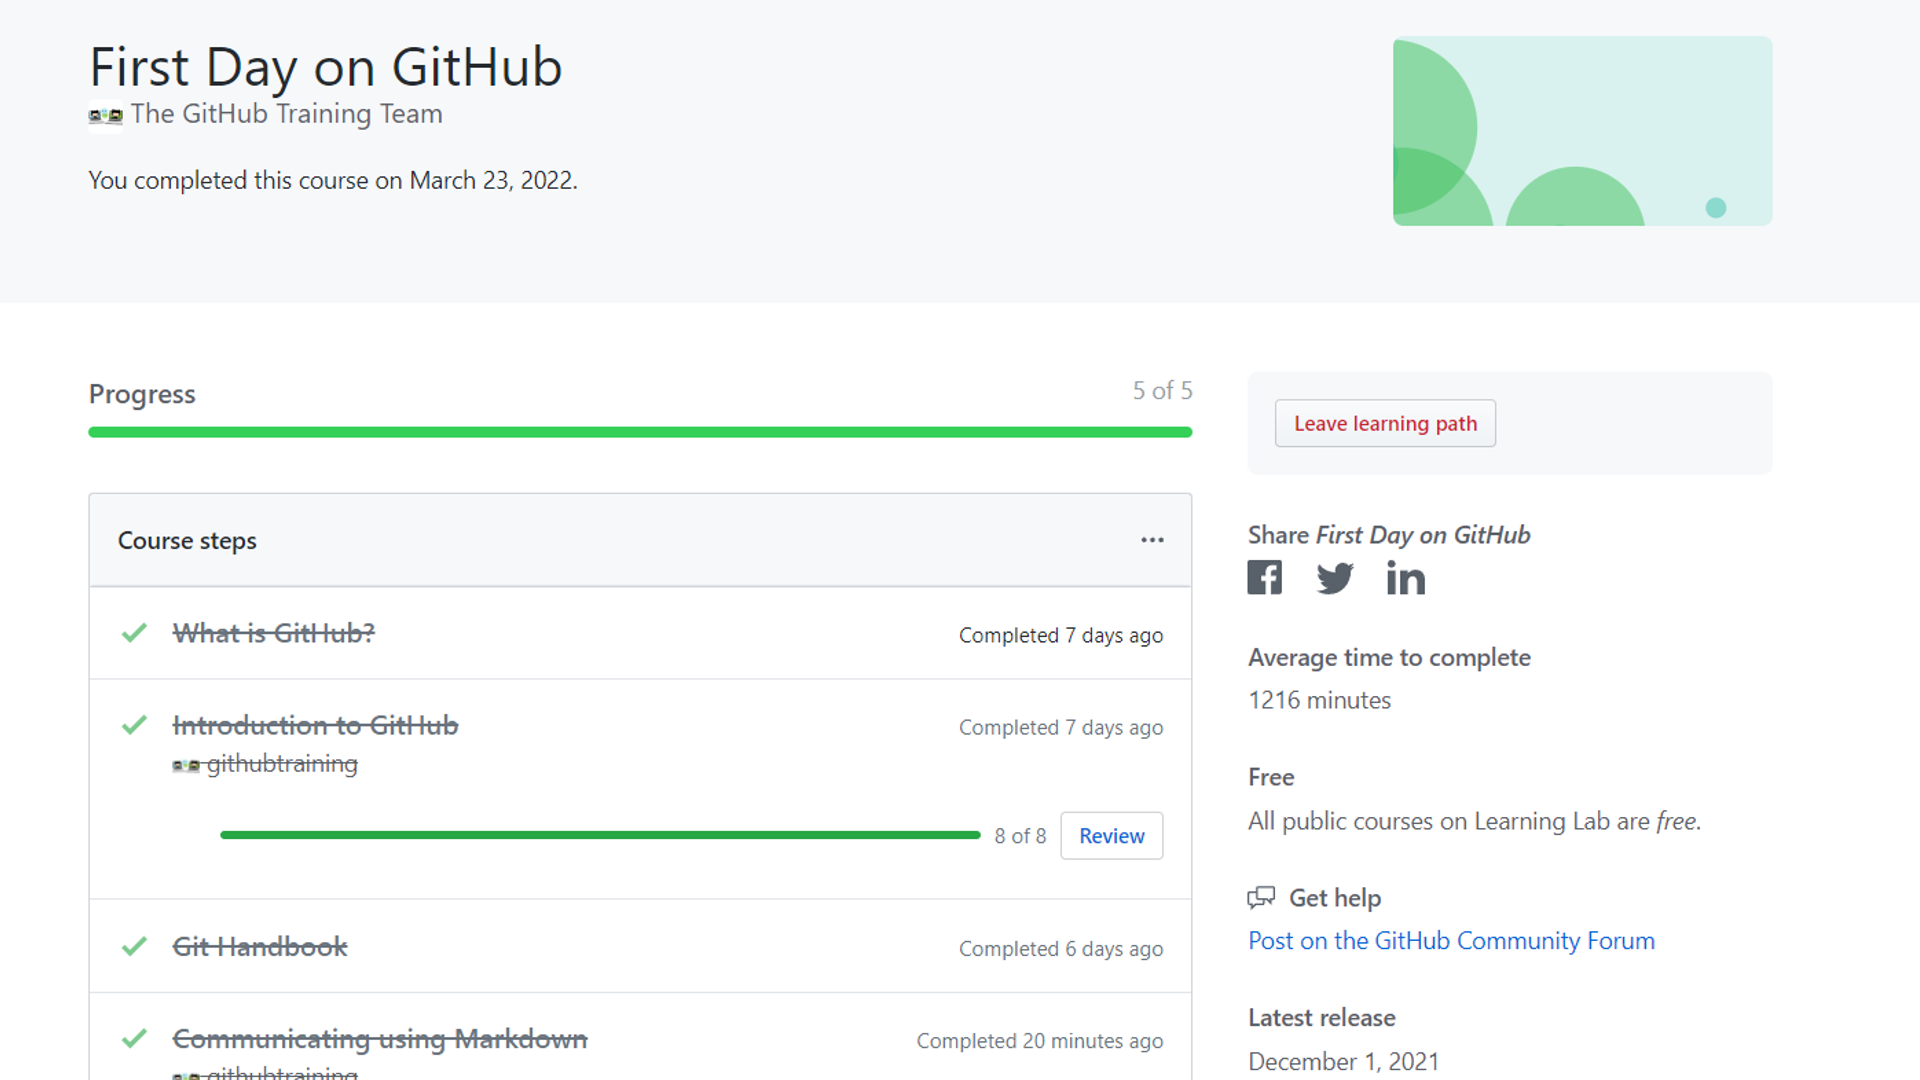 First Day on GitHub
The GitHub Training Team
You completed this course on March 23, 2022.
Progress
5 of 5
Leave learning path
Course steps
...
What is GitHub?
Completed 7 days ago
Introduction to GitHub
Completed 7 days ago
githubtraining
8 of 8
Review
Git Handbook
Completed 6 days ago
Communicating using Markdown
Completed 20 minutes ago
githubtraining
Share First Day on GitHub
Average time to complete
1216 minutes
Free
All public courses on Learning Lab are free.
Get help
Post on the GitHub Community Forum
Latest release
December 1, 2021